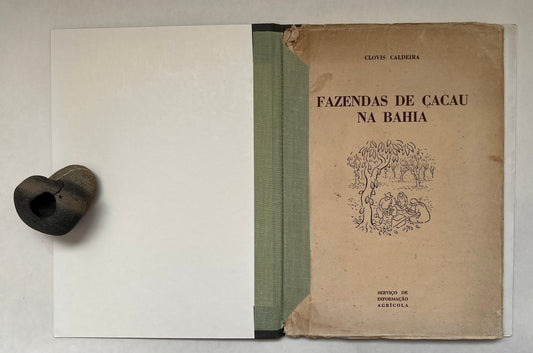 CLOVIS CALDEIRA
FAZENDAS DE CACAU
NA BAHIA
SERVIÇO DE
INFORMAÇÃO
AGRÍCOLA